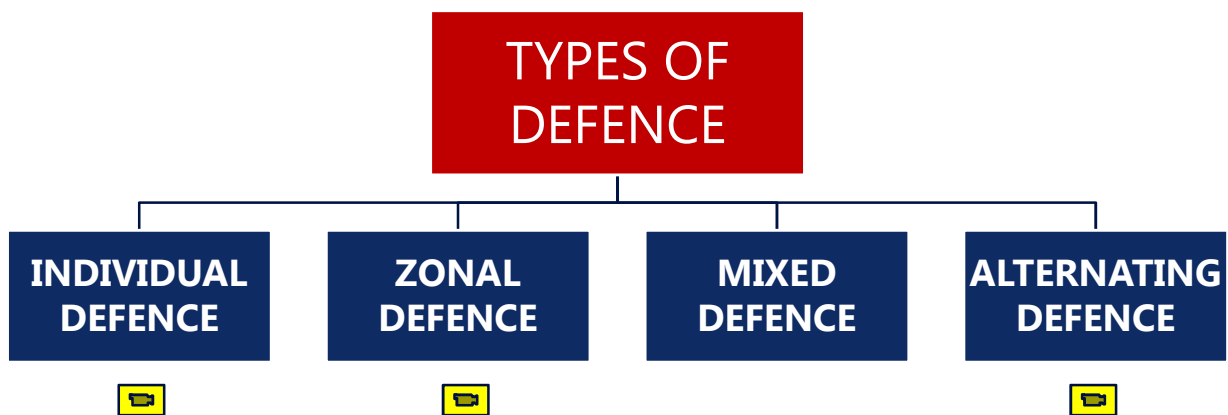 TYPES OF
DEFENCE
INDIVIDUAL
DEFENCE
ZONAL
DEFENCE
MIXED
DEFENCE
ALTERNATING
DEFENCE